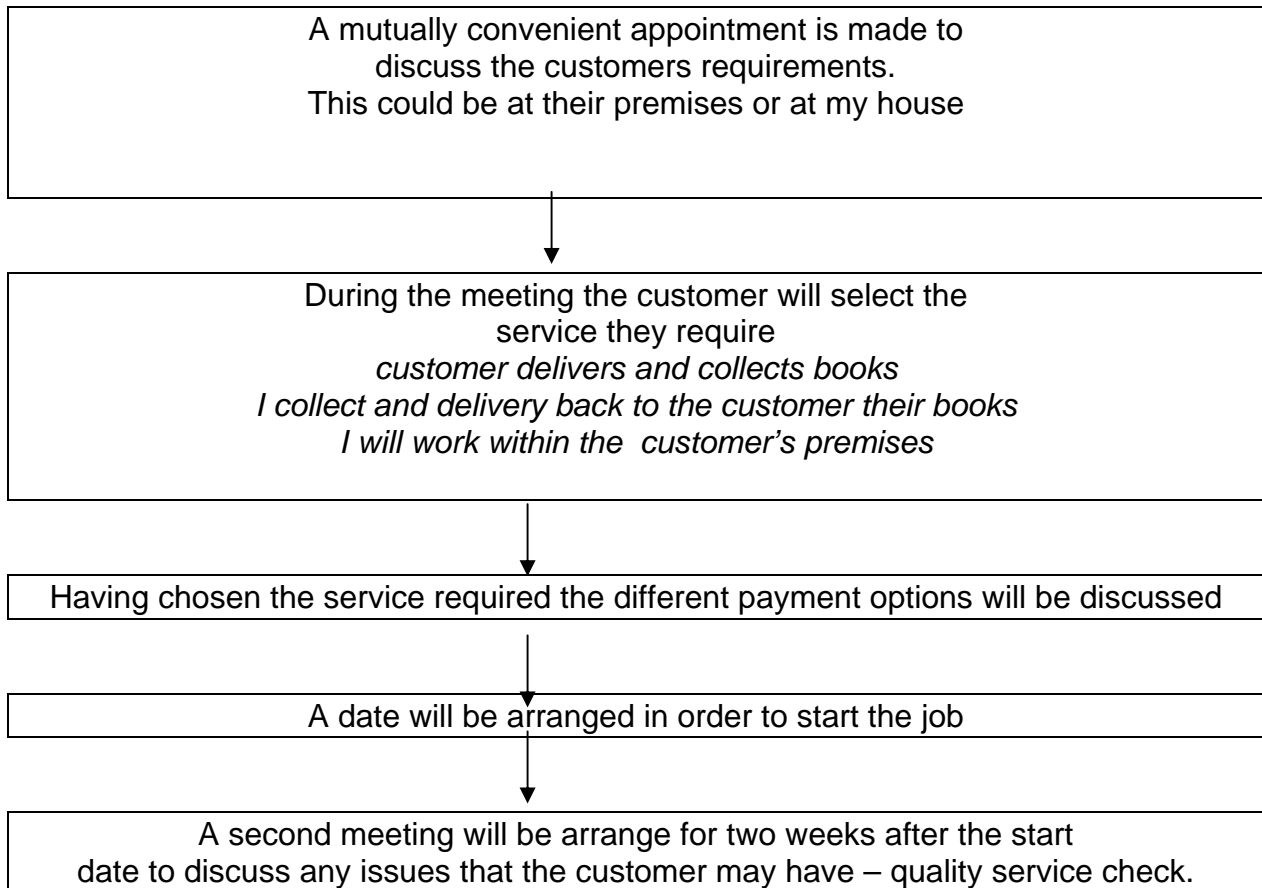 A mutually convenient appointment is made to
discuss the customers requirements.
This could be at their premises or at my house
During the meeting the customer will select the
service they require
customer delivers and collects books
I collect and delivery back to the customer their books
I will work within the  customer’s premises
Having chosen the service required the different payment options will be discussed
A date will be arranged in order to start the job
A second meeting will be arrange for two weeks after the start
date to discuss any issues that the customer may have – quality service check.